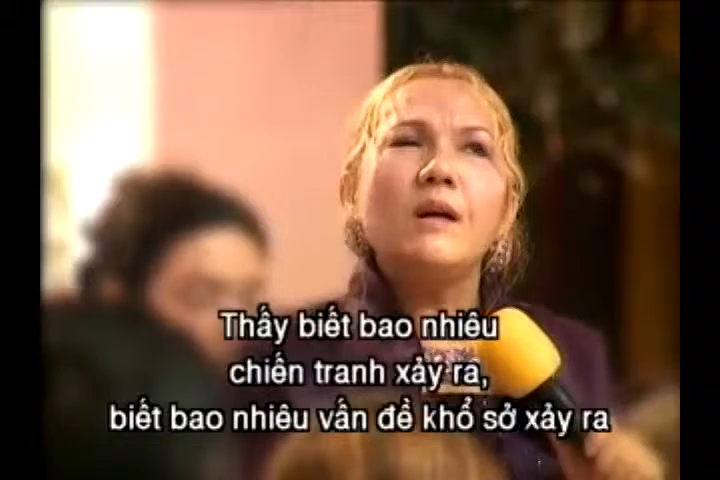 Thấy biết bao nhiêu
chiến tranh xảy ra,
biết bao nhiêu vấn đề khổ sở xảy ra